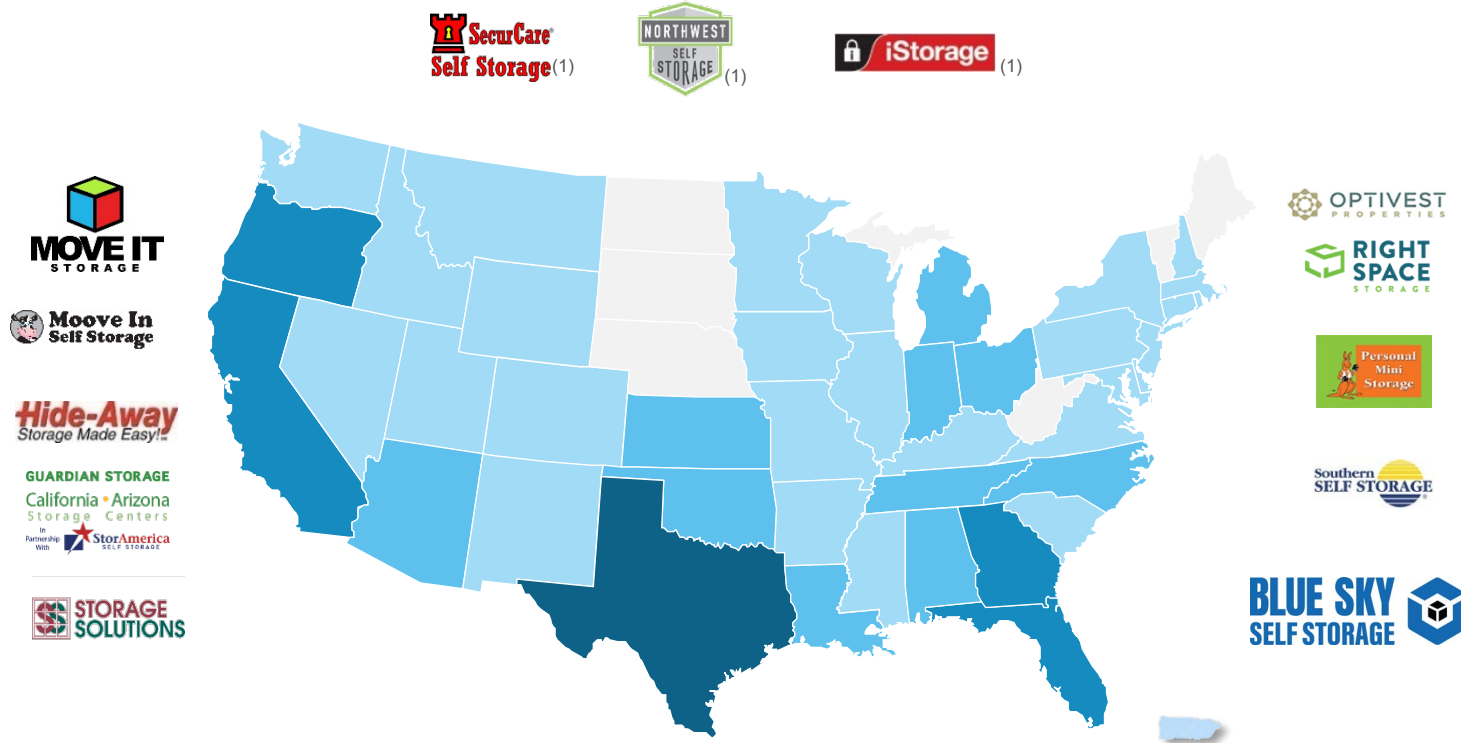 SecurCare®
Self Storage(1)
NORTHWEST
SELF
STORAGE
(1)
iStorage
(1)
MOVE IT
STORAGE
Moove In
Self Storage
Hide-Away
Storage Made Easy!
GUARDIAN STORAGE
California • Arizona
Storage Centers
In
Partnership
With
StorAmerica
SELF STORAGE
STORAGE
SOLUTIONS
OPTIVEST
PROPERTIES
RIGHT
SPACE
STORAGE
Personal
Mini
Storage
Southern
SELF STORAGE®
BLUE SKY
SELF STORAGE